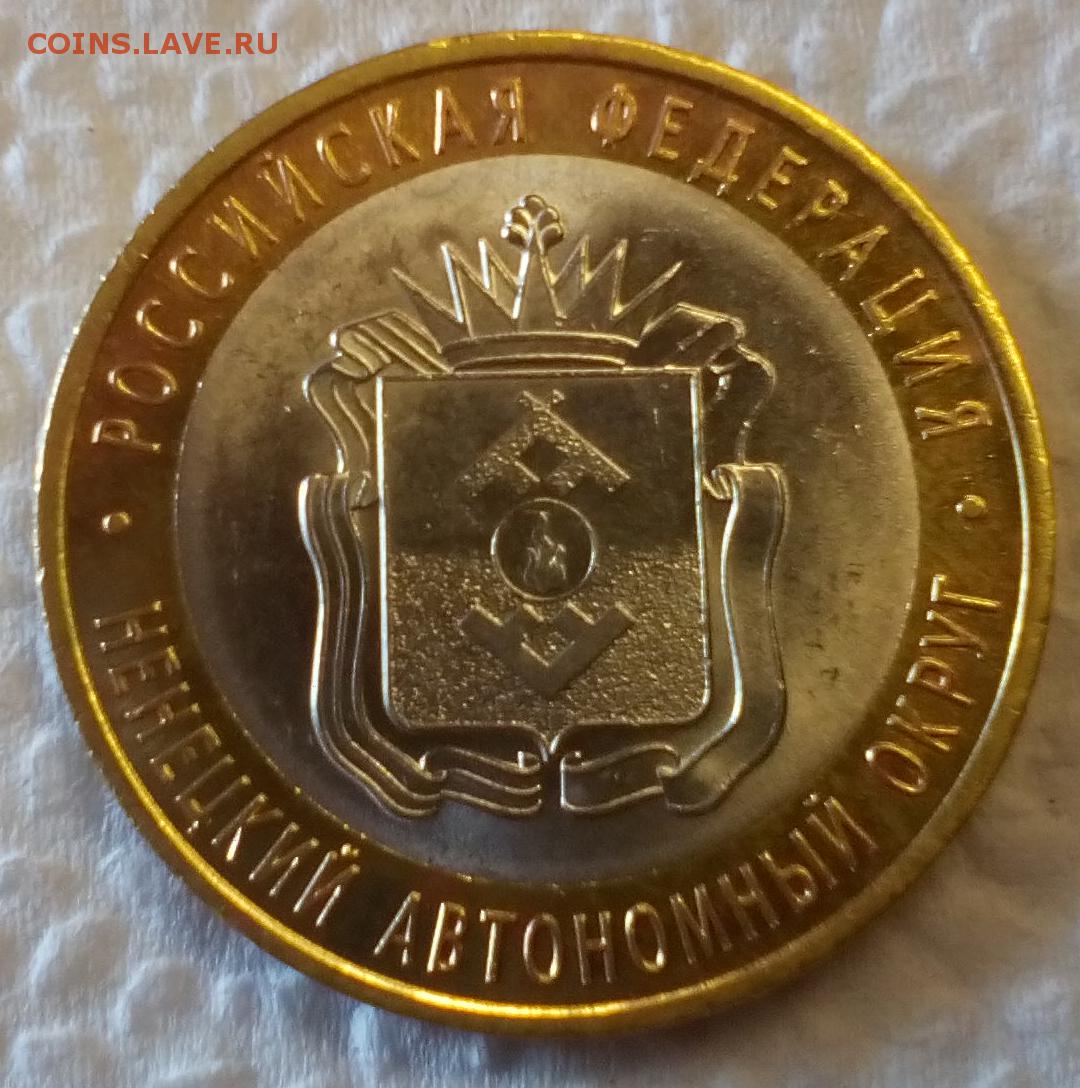 COINS.LAVE.RU
• РОССИЙСКАЯ ФЕДЕРАЦИЯ •
НЕНЕЦКИЙ АВТОНОМНЫЙ ОКРУГ